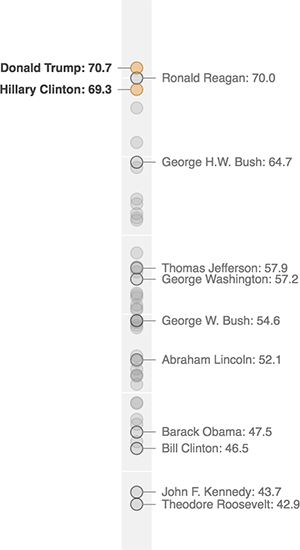 Donald Trump: 70.7
Ronald Reagan: 70.0
Hillary Clinton: 69.3
George H.W. Bush: 64.7
Thomas Jefferson: 57.9
George Washington: 57.2
George W. Bush: 54.6
Abraham Lincoln: 52.1
Barack Obama: 47.5
Bill Clinton: 46.5
John F. Kennedy: 43.7
Theodore Roosevelt: 42.9